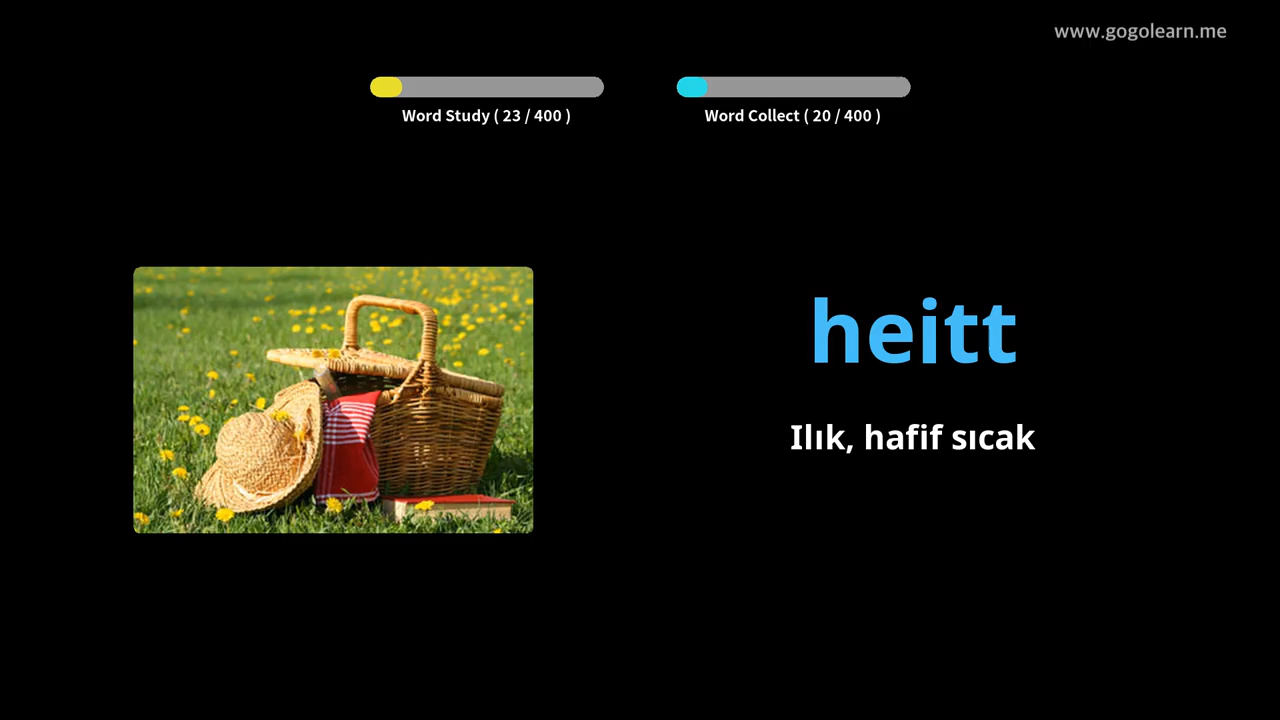 www.gogolearn.me
Word Study ( 23 / 400 )
Word Collect ( 20 / 400 )
heitt
Ilık, hafif sıcak